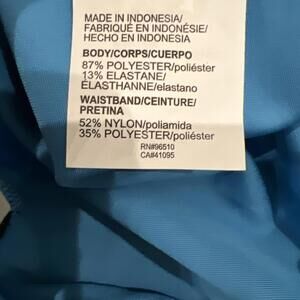 MADE IN INDONESIA/
FABRIQUÉ EN INDONÉSIE/
HECHO EN INDONESIA
BODY/CORPS/CUERPO
87% POLYESTER/poliéster
13% ELASTANE/
ÉLASTHANNE/elastano
WAISTBAND/CEINTURE/
PRETINA
52% NYLON/poliamida
35% POLYESTER/poliéster
RN#96510
CA#41095